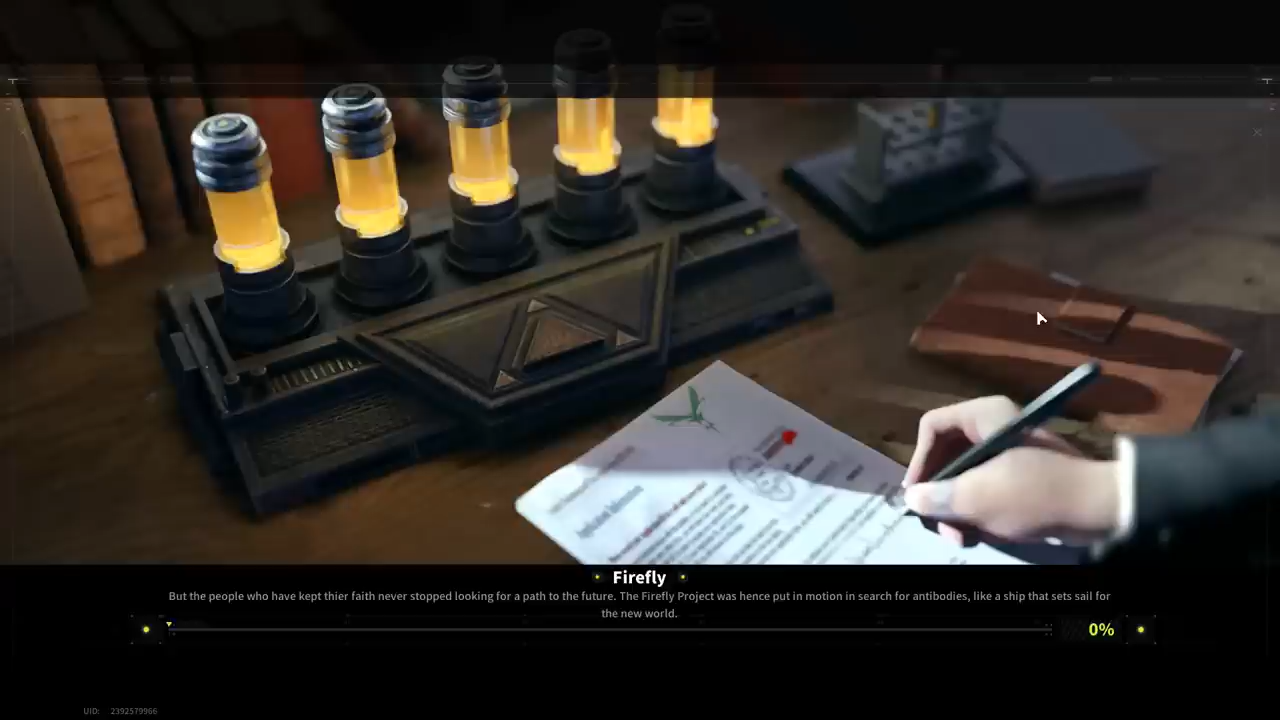 Firefly
But the people who have kept thier faith never stopped looking for a path to the future. The Firefly Project was hence put in motion in search for antibodies, like a ship that sets sail for
the new world.
0%
UID: 2392579966